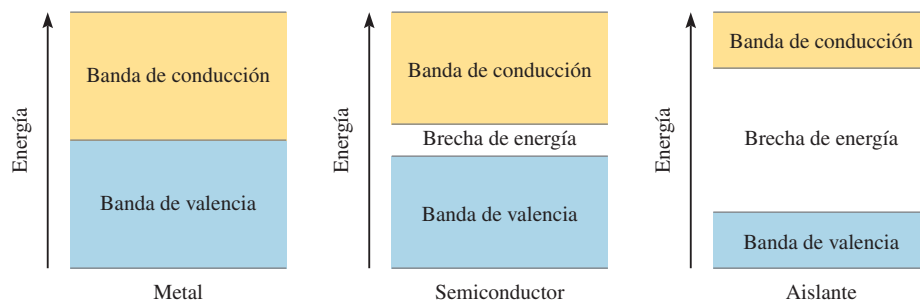 Energía
Banda de conducción
Banda de valencia
Metal
Energía
Banda de conducción
Brecha de energía
Banda de valencia
Semiconductor
Energía
Banda de conducción
Brecha de energía
Banda de valencia
Aislante